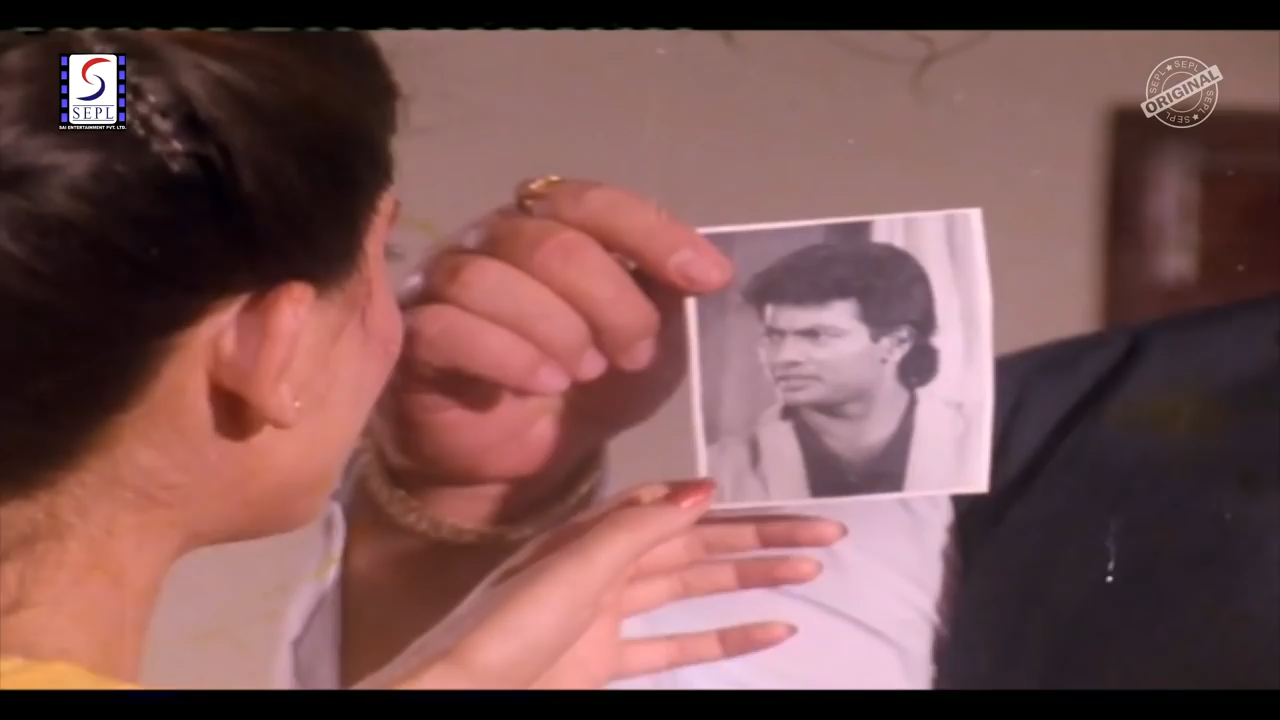 SEPL
SAI ENTERTAINMENT PVT. LTD.
SEPL ★ SEPL
ORIGINAL
SEPL ★ SEPL